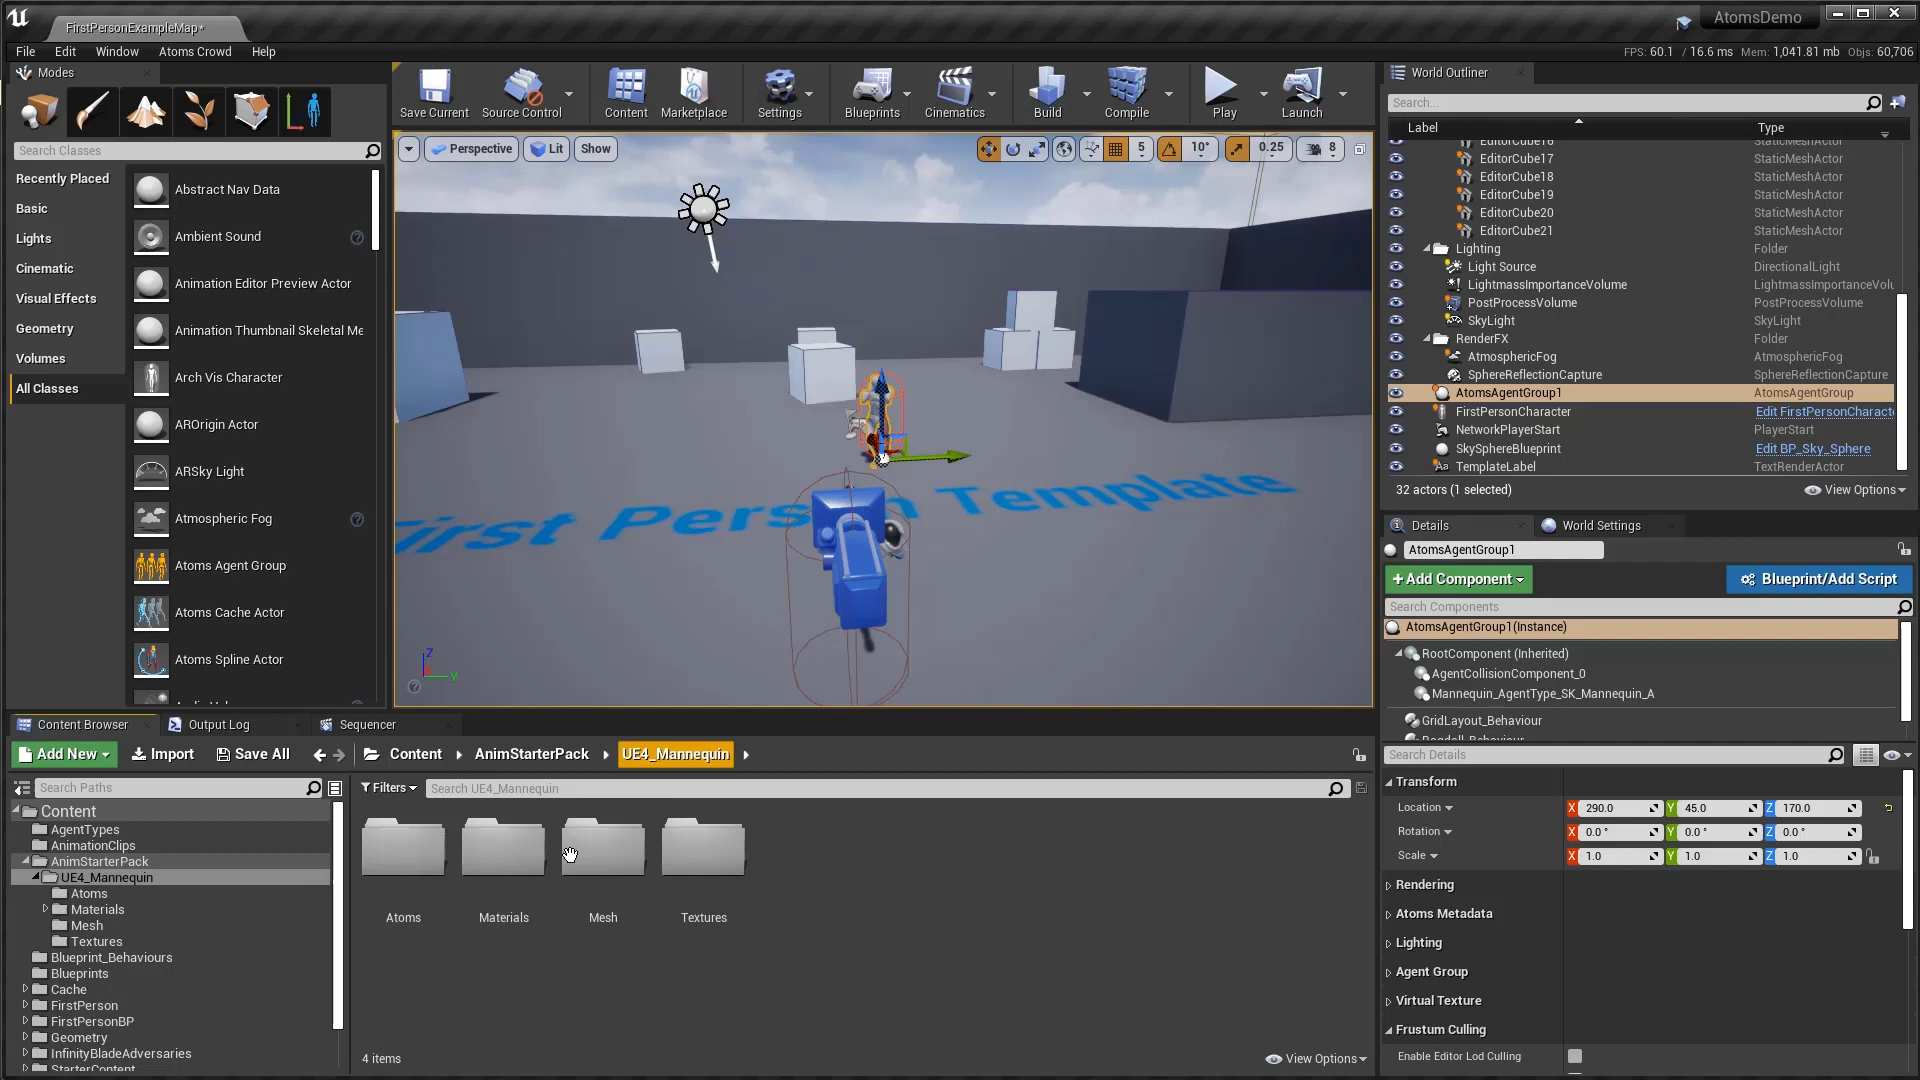 FirstPersonExampleMap*
AtomsDemo
File Edit Window Atoms Crowd Help
FPS: 60.1 / 16.6 ms Mem: 1,041.81 mb Objs: 60,706
Modes
Save Current Source Control Content Marketplace Settings Blueprints Cinematics Build Compile Play Launch
Search Classes
Recently Placed
Basic
Lights
Cinematic
Visual Effects
Geometry
Volumes
All Classes
Abstract Nav Data
Ambient Sound
Animation Editor Preview Actor
Animation Thumbnail Skeletal Me
Arch Vis Character
AROrigin Actor
ARSky Light
Atmospheric Fog
Atoms Agent Group
Atoms Cache Actor
Atoms Spline Actor
Perspective Lit Show
5 10° 0.25 8
First Person Template
Z
Y
World Outliner
Search...
Label Type
EditorCube16 StaticMeshActor
EditorCube17 StaticMeshActor
EditorCube18 StaticMeshActor
EditorCube19 StaticMeshActor
EditorCube20 StaticMeshActor
EditorCube21 StaticMeshActor
Lighting Folder
Light Source DirectionalLight
LightmassImportanceVolume LightmassImportanceVolu
PostProcessVolume PostProcessVolume
SkyLight SkyLight
RenderFX Folder
AtmosphericFog AtmosphericFog
SphereReflectionCapture SphereReflectionCapture
AtomsAgentGroup1 AtomsAgentGroup
FirstPersonCharacter Edit FirstPersonCharacte
NetworkPlayerStart PlayerStart
SkySphereBlueprint Edit BP_Sky_Sphere
TemplateLabel TextRenderActor
32 actors (1 selected)
View Options
Details World Settings
AtomsAgentGroup1
+Add Component
Blueprint/Add Script
Search Components
AtomsAgentGroup1(Instance)
RootComponent (Inherited)
AgentCollisionComponent_0
Mannequin_AgentType_SK_Mannequin_A
GridLayout_Behaviour
Ragdoll_Behaviour
Search Details
Transform
Location X 290.0 Y 45.0 Z 170.0
Rotation X 0.0 ° Y 0.0 ° Z 0.0 °
Scale X 1.0 Y 1.0 Z 1.0
Rendering
Atoms Metadata
Lighting
Agent Group
Virtual Texture
Frustum Culling
Enable Editor Lod Culling
Content Browser Output Log Sequencer
Add New Import Save All Content AnimStarterPack UE4_Mannequin
Search Paths
Filters
Search UE4_Mannequin
Content
AgentTypes
AnimationClips
AnimStarterPack
UE4_Mannequin
Atoms
Materials
Mesh
Textures
Blueprint_Behaviours
Blueprints
Cache
FirstPerson
FirstPersonBP
Geometry
InfinityBladeAdversaries
StarterContent
Atoms Materials Mesh Textures
4 items
View Options